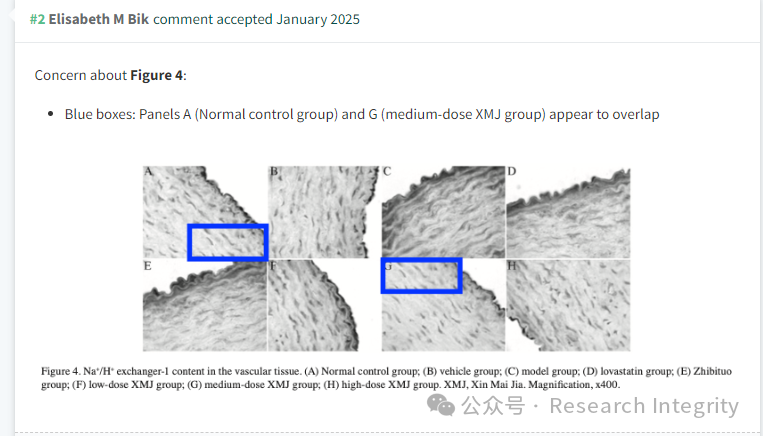 #2 Elisabeth M Bik comment accepted January 2025
Concern about Figure 4:
• Blue boxes: Panels A (Normal control group) and G (medium-dose XMJ group) appear to overlap
A B C D
E F G H
Figure 4. Na⁺/H⁺ exchanger-1 content in the vascular tissue. (A) Normal control group; (B) vehicle group; (C) model group; (D) lovastatin group; (E) Zhibituo
group; (F) low-dose XMJ group; (G) medium-dose XMJ group; (H) high-dose XMJ group. XMJ, Xin Mai Jia. Magnification, x400.
公众号 · Research Integrity